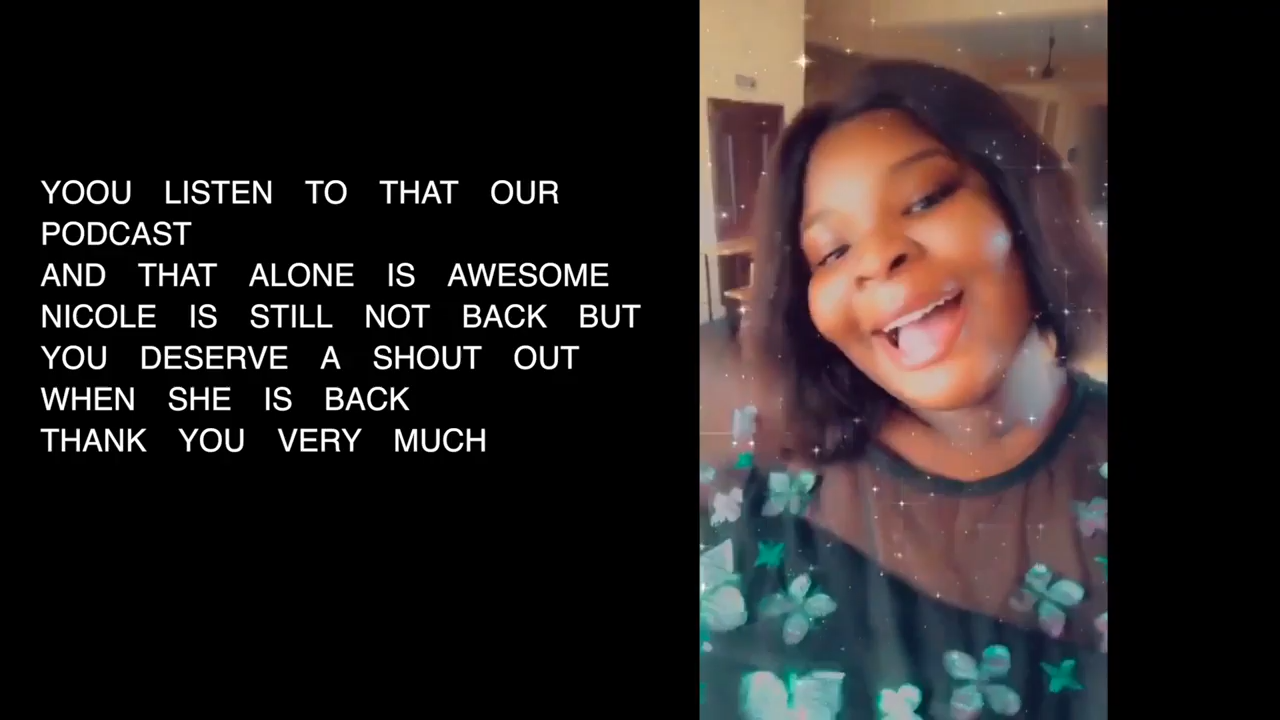 YOOU LISTEN TO THAT OUR
PODCAST
AND THAT ALONE IS AWESOME
NICOLE IS STILL NOT BACK BUT
YOU DESERVE A SHOUT OUT
WHEN SHE IS BACK
THANK YOU VERY MUCH